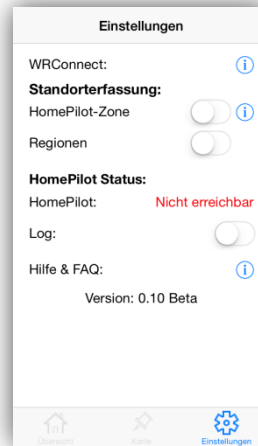 Einstellungen
WRConnect:
Standorterfassung:
HomePilot-Zone
Regionen
HomePilot Status:
HomePilot: Nicht erreichbar
Log:
Hilfe & FAQ:
Version: 0.10 Beta
Übersicht Karte Einstellungen